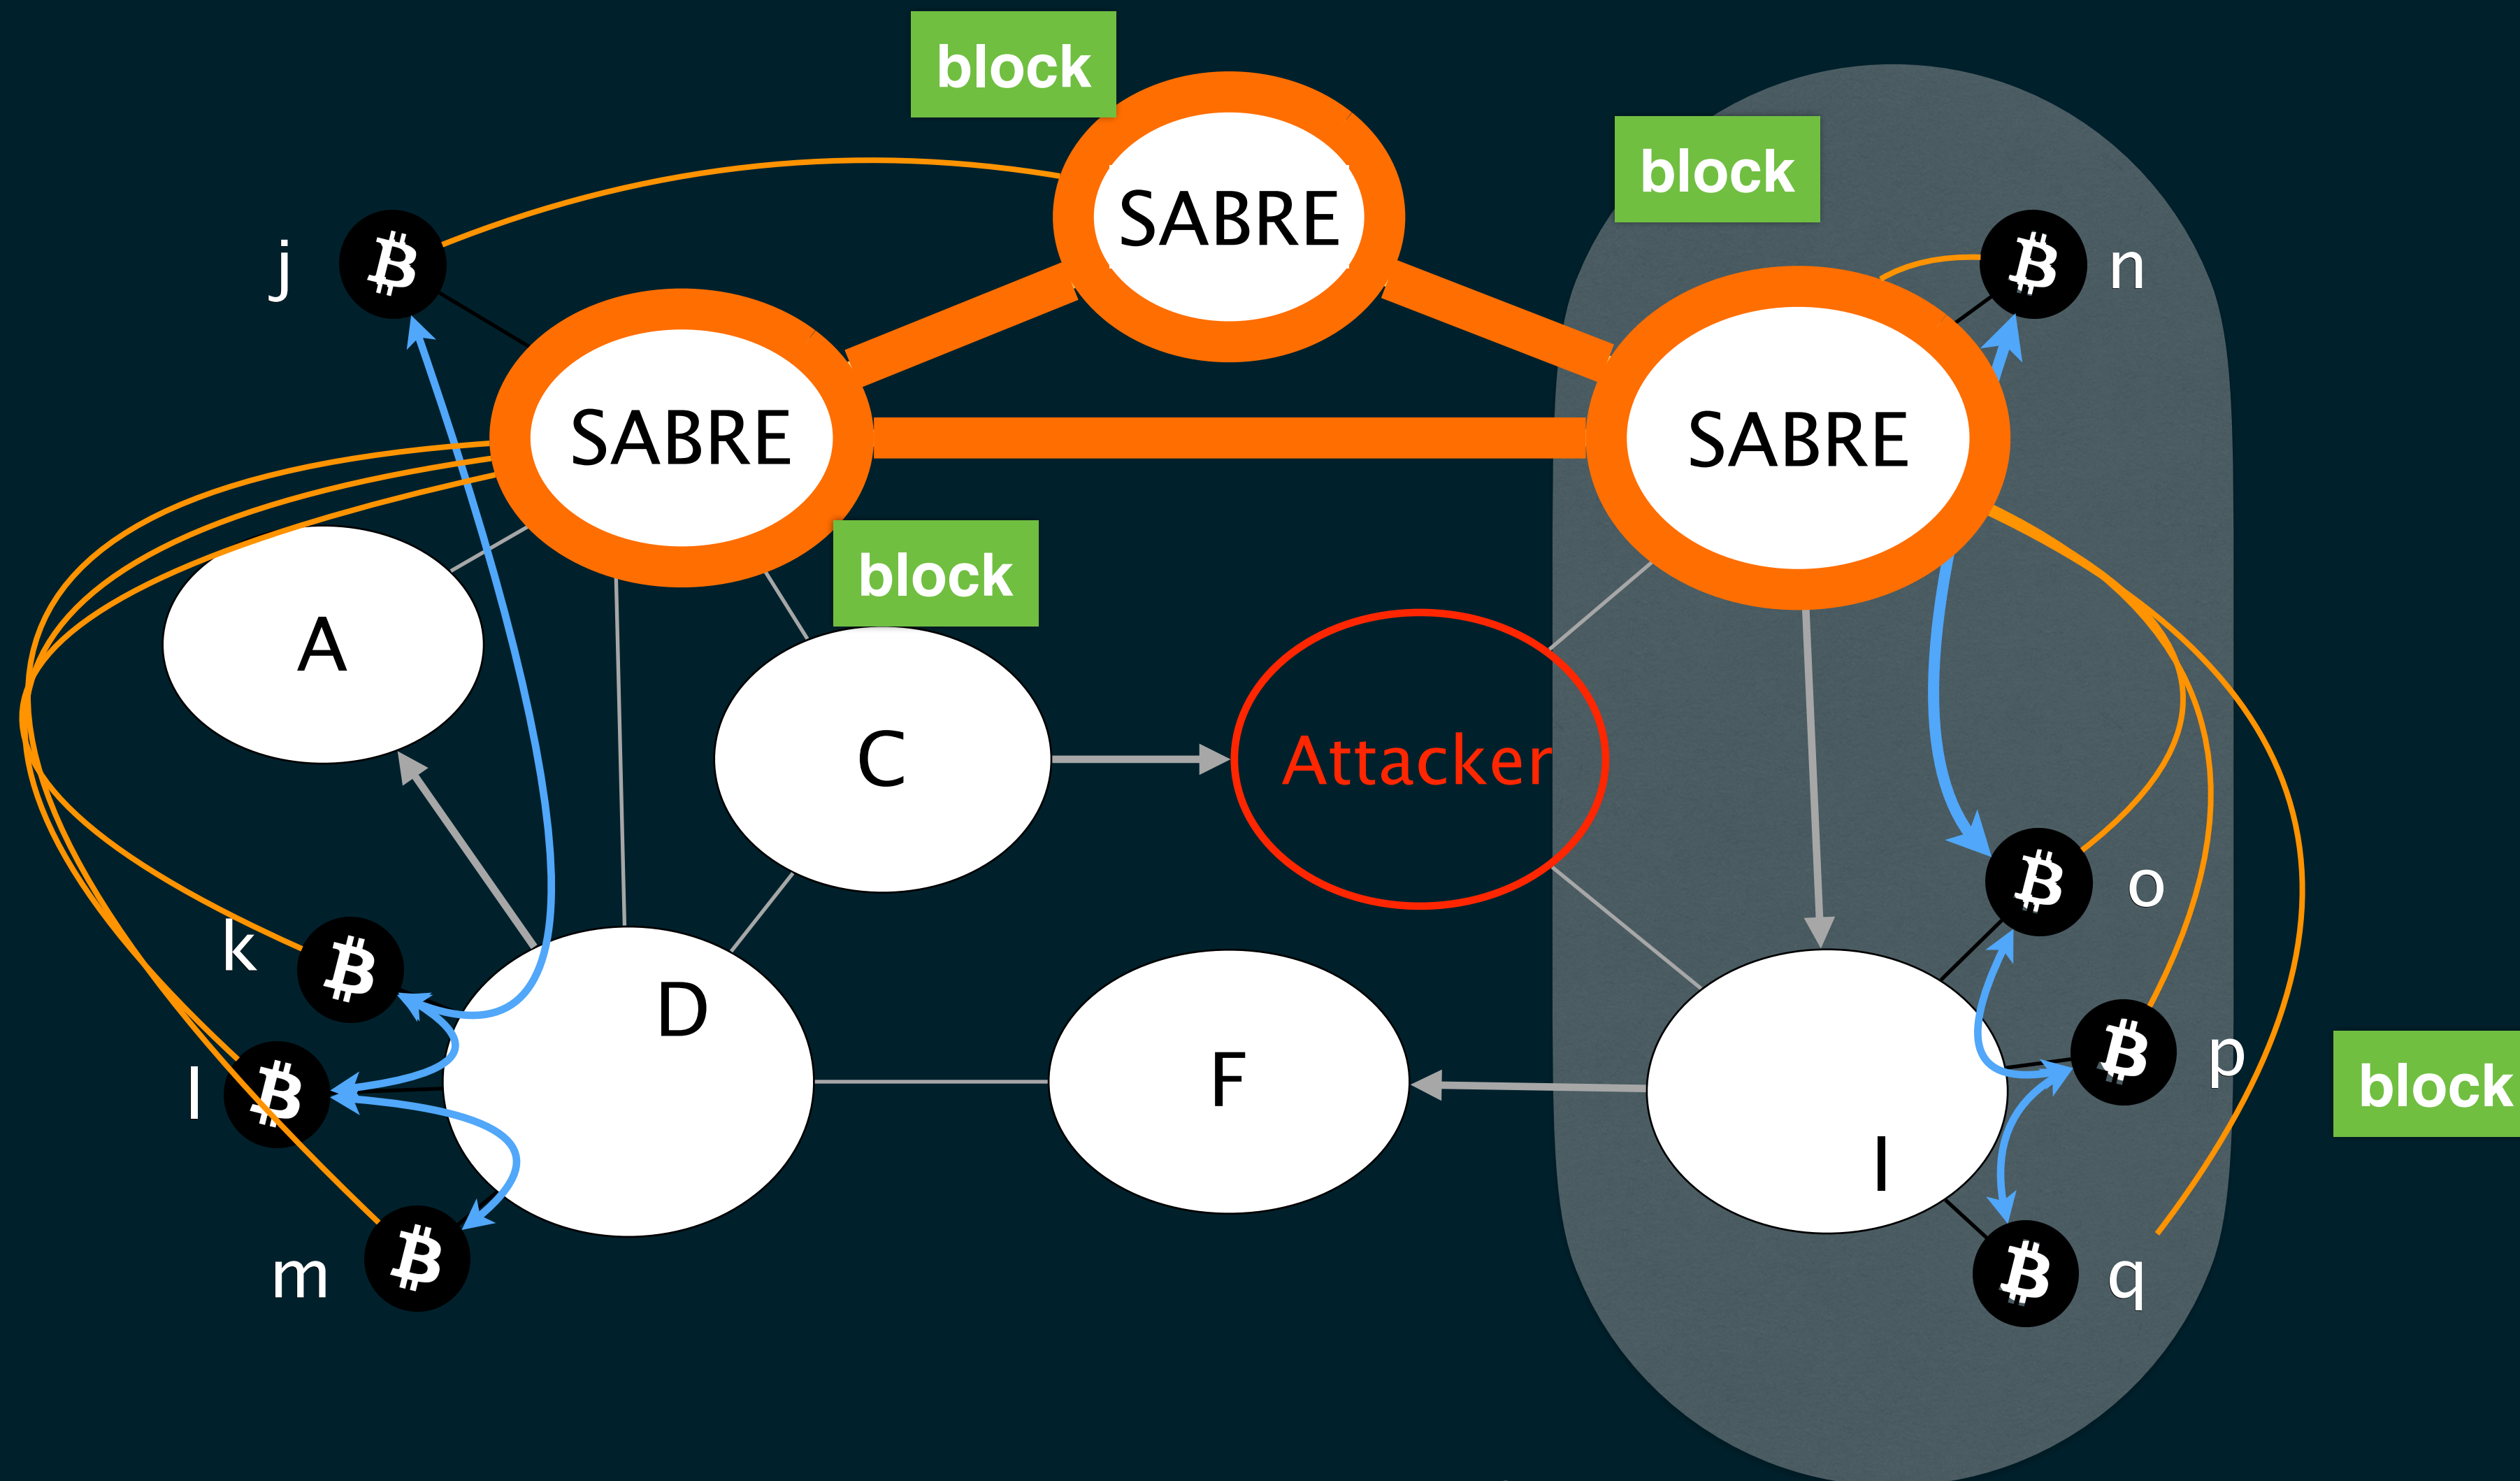 block
block
SABRE
j
n
SABRE
SABRE
block
A
C
Attacker
o
k
D
l
F
p
block
I
m
q